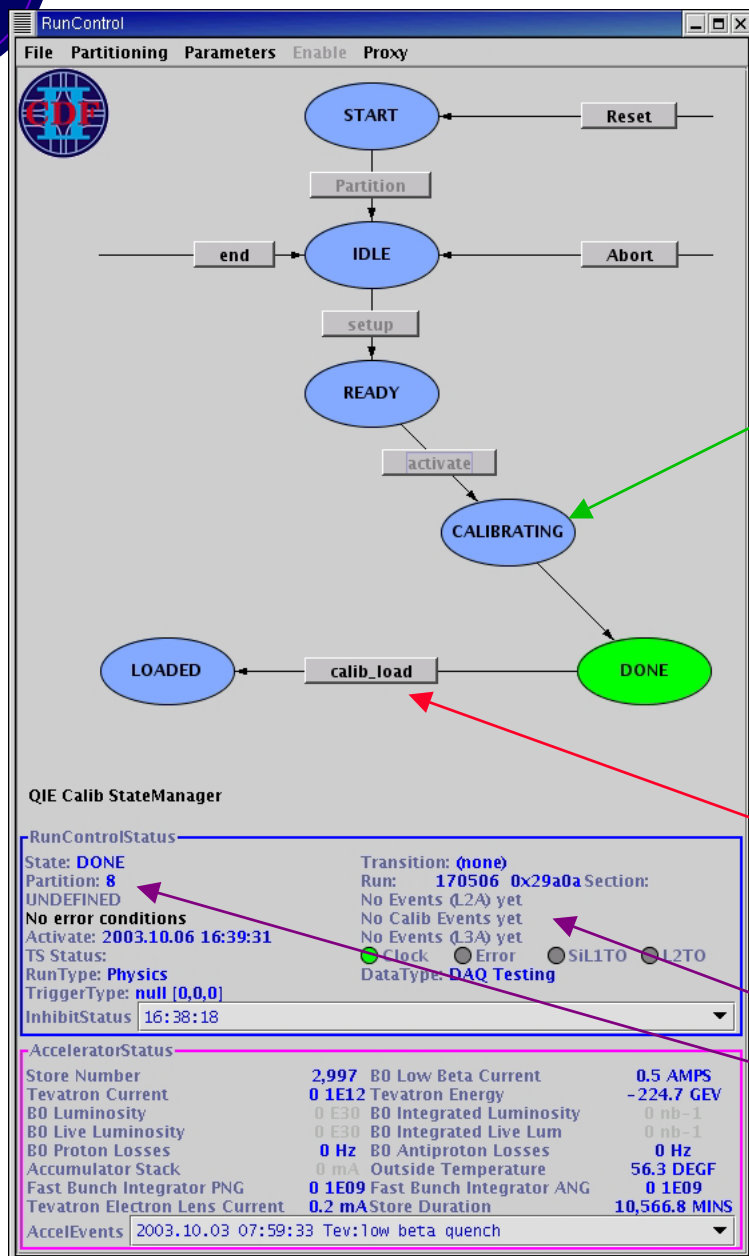 RunControl
File Partitioning Parameters Enable Proxy
CDF II
START
Reset
Partition
end
IDLE
Abort
setup
READY
activate
CALIBRATING
LOADED
calib_load
DONE
QIE Calib StateManager
RunControlStatus
State: DONE Transition: (none)
Partition: 8 Run: 170506 0x29a0a Section:
UNDEFINED No Events (L2A) yet
No error conditions No Calib Events yet
Activate: 2003.10.06 16:39:31 No Events (L3A) yet
TS Status: Clock Error SiL1TO L2TO
RunType: Physics DataType: DAQ Testing
TriggerType: null [0,0,0]
InhibitStatus 16:38:18
AcceleratorStatus
Store Number 2,997 B0 Low Beta Current 0.5 AMPS
Tevatron Current 0 1E12 Tevatron Energy -224.7 GEV
B0 Luminosity 0 E30 B0 Integrated Luminosity 0 nb-1
B0 Live Luminosity 0 E30 B0 Integrated Live Lum 0 nb-1
B0 Proton Losses 0 Hz B0 Antiproton Losses 0 Hz
Accumulator Stack 0 mA Outside Temperature 56.3 DEGF
Fast Bunch Integrator PNG 0 1E09 Fast Bunch Integrator ANG 0 1E09
Tevatron Electron Lens Current 0.2 mA Store Duration 10,566.8 MINS
AccelEvents 2003.10.03 07:59:33 Tev:low beta quench